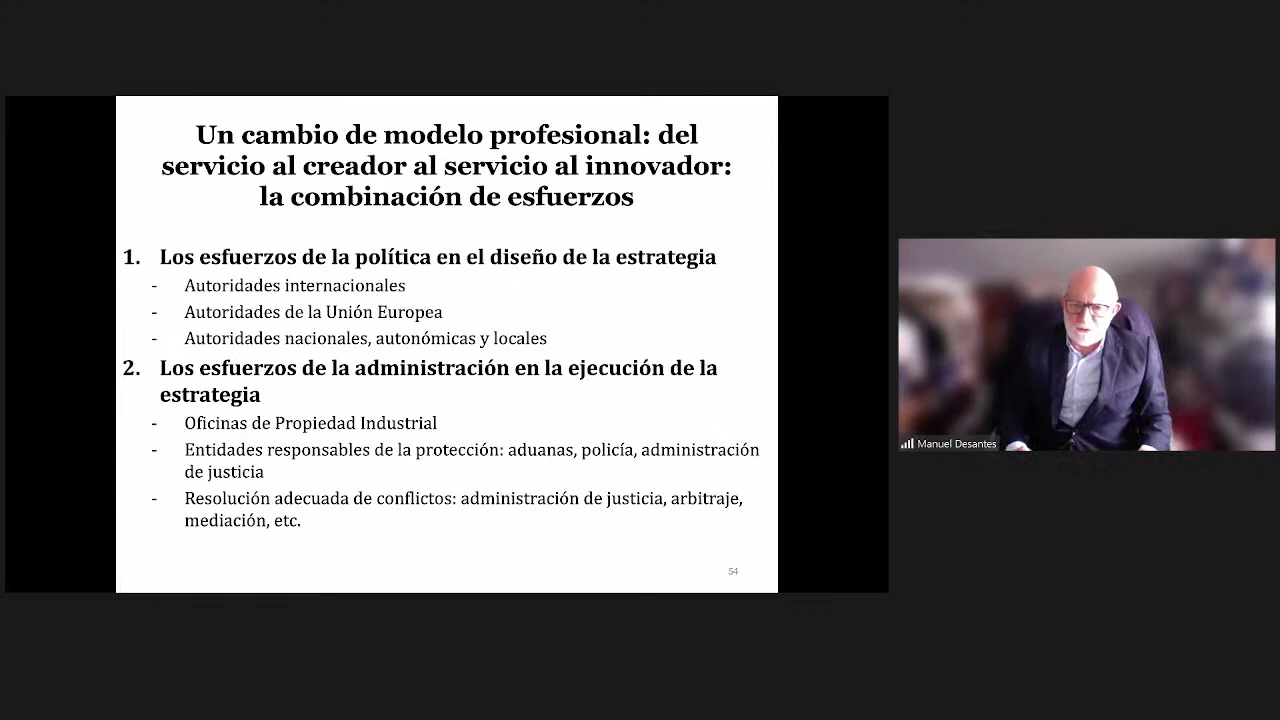 Un cambio de modelo profesional: del
servicio al creador al servicio al innovador:
la combinación de esfuerzos
1. Los esfuerzos de la política en el diseño de la estrategia
- Autoridades internacionales
- Autoridades de la Unión Europea
- Autoridades nacionales, autonómicas y locales
2. Los esfuerzos de la administración en la ejecución de la
estrategia
- Oficinas de Propiedad Industrial
- Entidades responsables de la protección: aduanas, policía, administración
de justicia
- Resolución adecuada de conflictos: administración de justicia, arbitraje,
mediación, etc.
54
Manuel Desantes